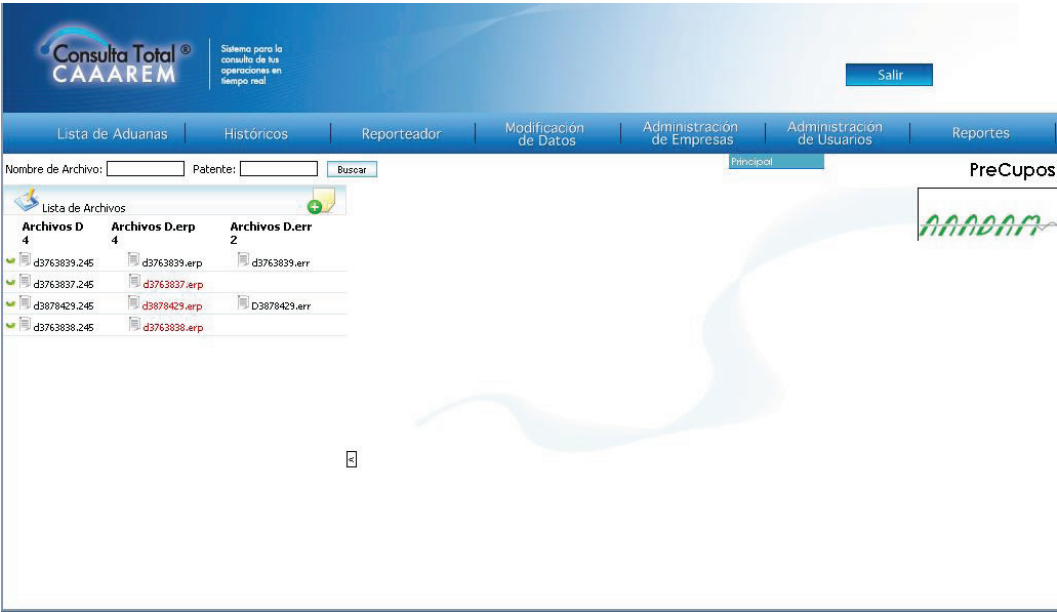 Consulta Total ®
CAAAREM
Sistema para la
consulta de tus
operaciones en
tiempo real
Salir
Lista de Aduanas
Históricos
Reporteador
Modificación
de Datos
Administración
de Empresas
Administración
de Usuarios
Reportes
Principal
Nombre de Archivo: Patente: Buscar
PreCupos
Lista de Archivos
Archivos D Archivos D.erp Archivos D.err
4 4 2
d3763839.245 d3763839.erp d3763839.err
d3763837.245 d3763837.erp
d3878429.245 d3878429.erp D3878429.err
d3763838.245 d3763838.erp
<